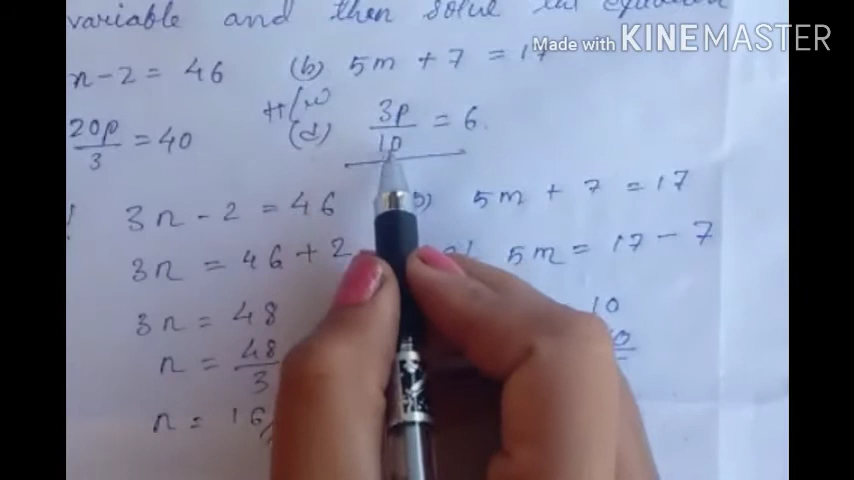 variable and then solve the equation
Made with KINEMASTER
n - 2 = 46 (b) 5m + 7 = 17
H/w
20p/3 = 40 (d) 3p/10 = 6.
3n - 2 = 46 5m + 7 = 17
3n = 46 + 2 5m = 17 - 7
3n = 48 10
n = 48/3
n = 16